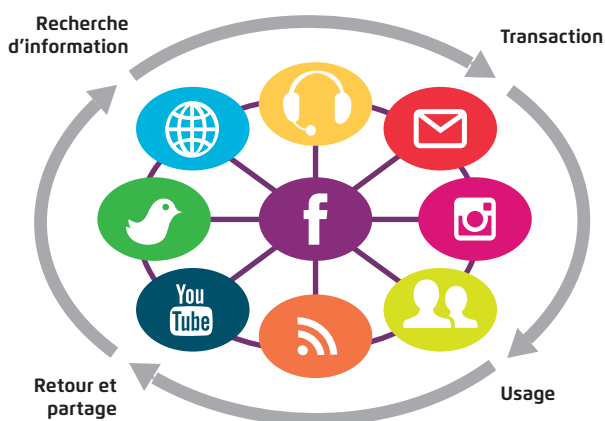 Recherche
d'information
Transaction
f
You
Tube
Retour et
partage
Usage